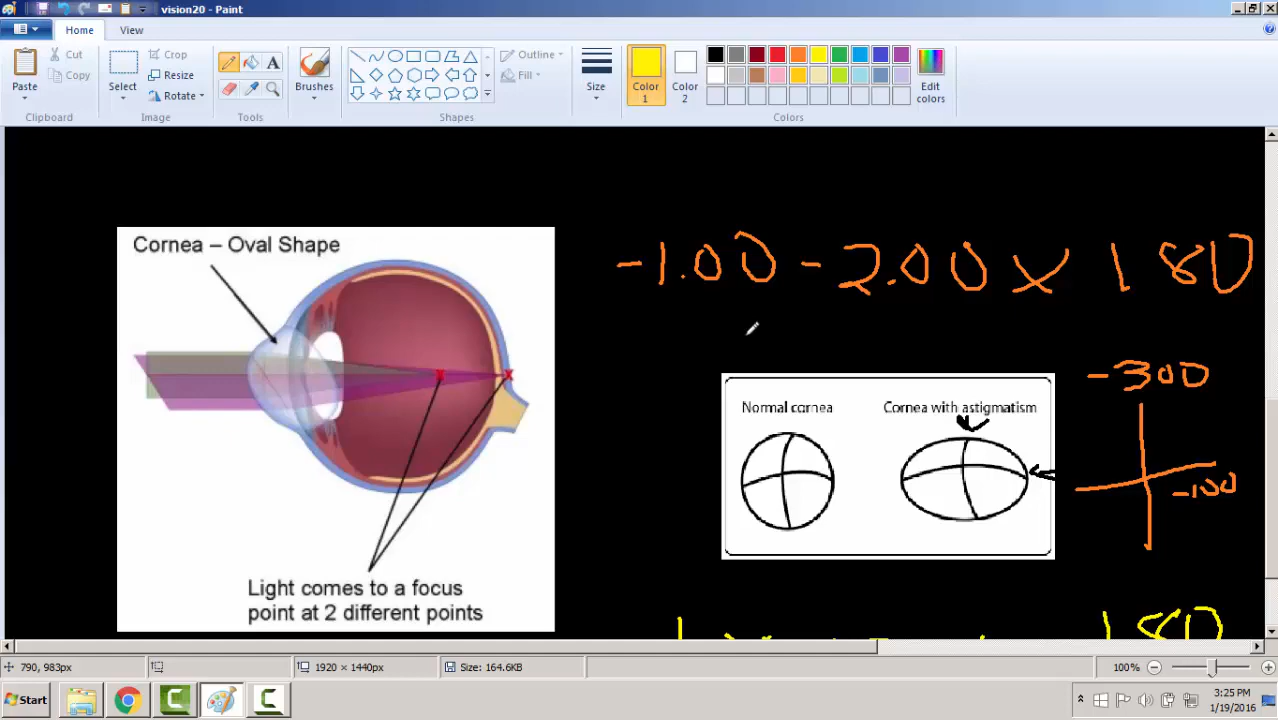 vision20 - Paint
Home View
Paste
Cut
Copy
Clipboard
Select
Crop
Resize
Rotate
Image
Tools
Brushes
Shapes
Outline
Fill
Size
Color 1
Color 2
Edit colors
Colors
Cornea – Oval Shape
Light comes to a focus
point at 2 different points
-1.00 -2.00 x 180
Normal cornea
Cornea with astigmatism
-300
-100
180
790, 983px
1920 × 1440px
Size: 164.6KB
100%
Start
3:25 PM
1/19/2016